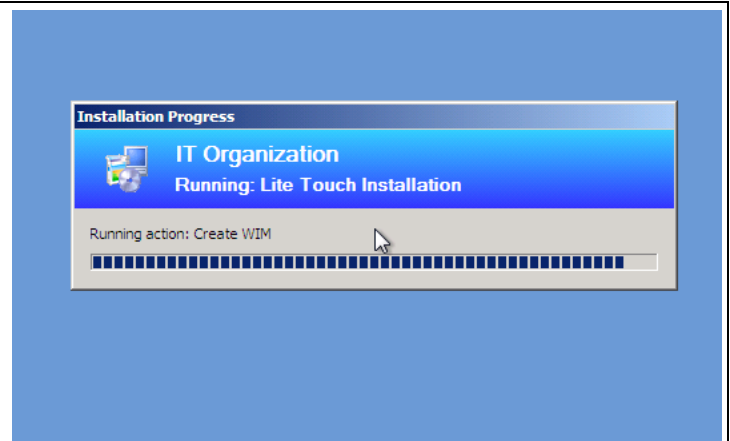 Installation Progress
IT Organization
Running: Lite Touch Installation
Running action: Create WIM